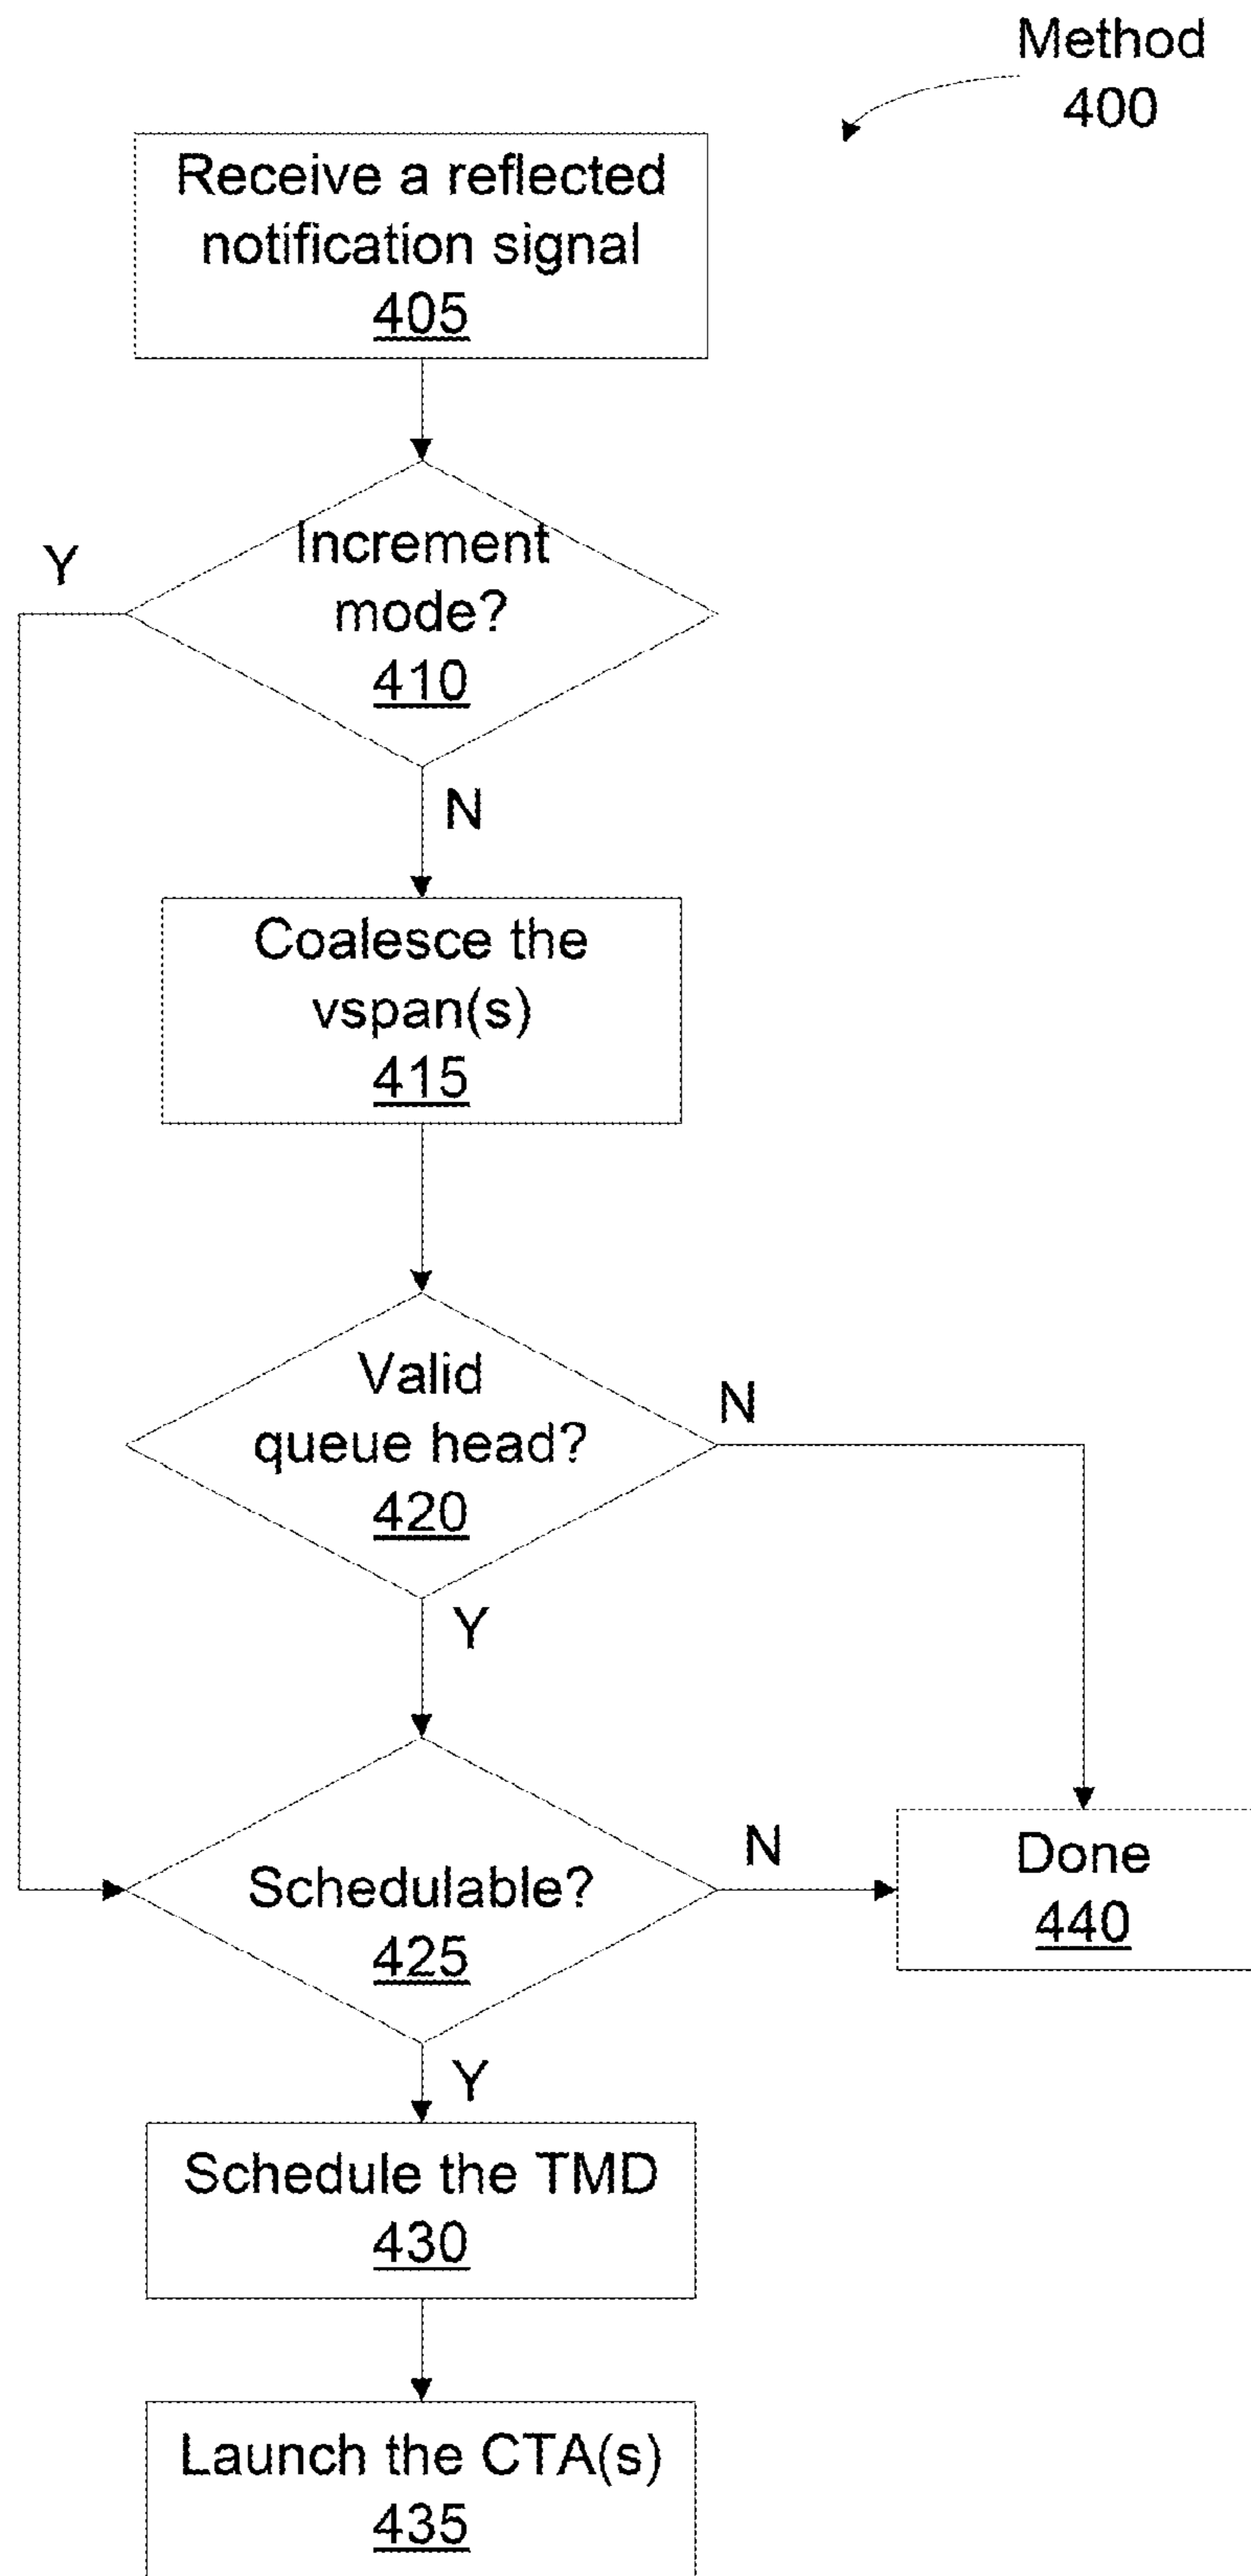 Method
400
Receive a reflected
notification signal
405
Increment
mode?
410
Y
N
Coalesce the
vspan(s)
415
Valid
queue head?
420
N
Y
Schedulable?
425
N
Done
440
Y
Schedule the TMD
430
Launch the CTA(s)
435